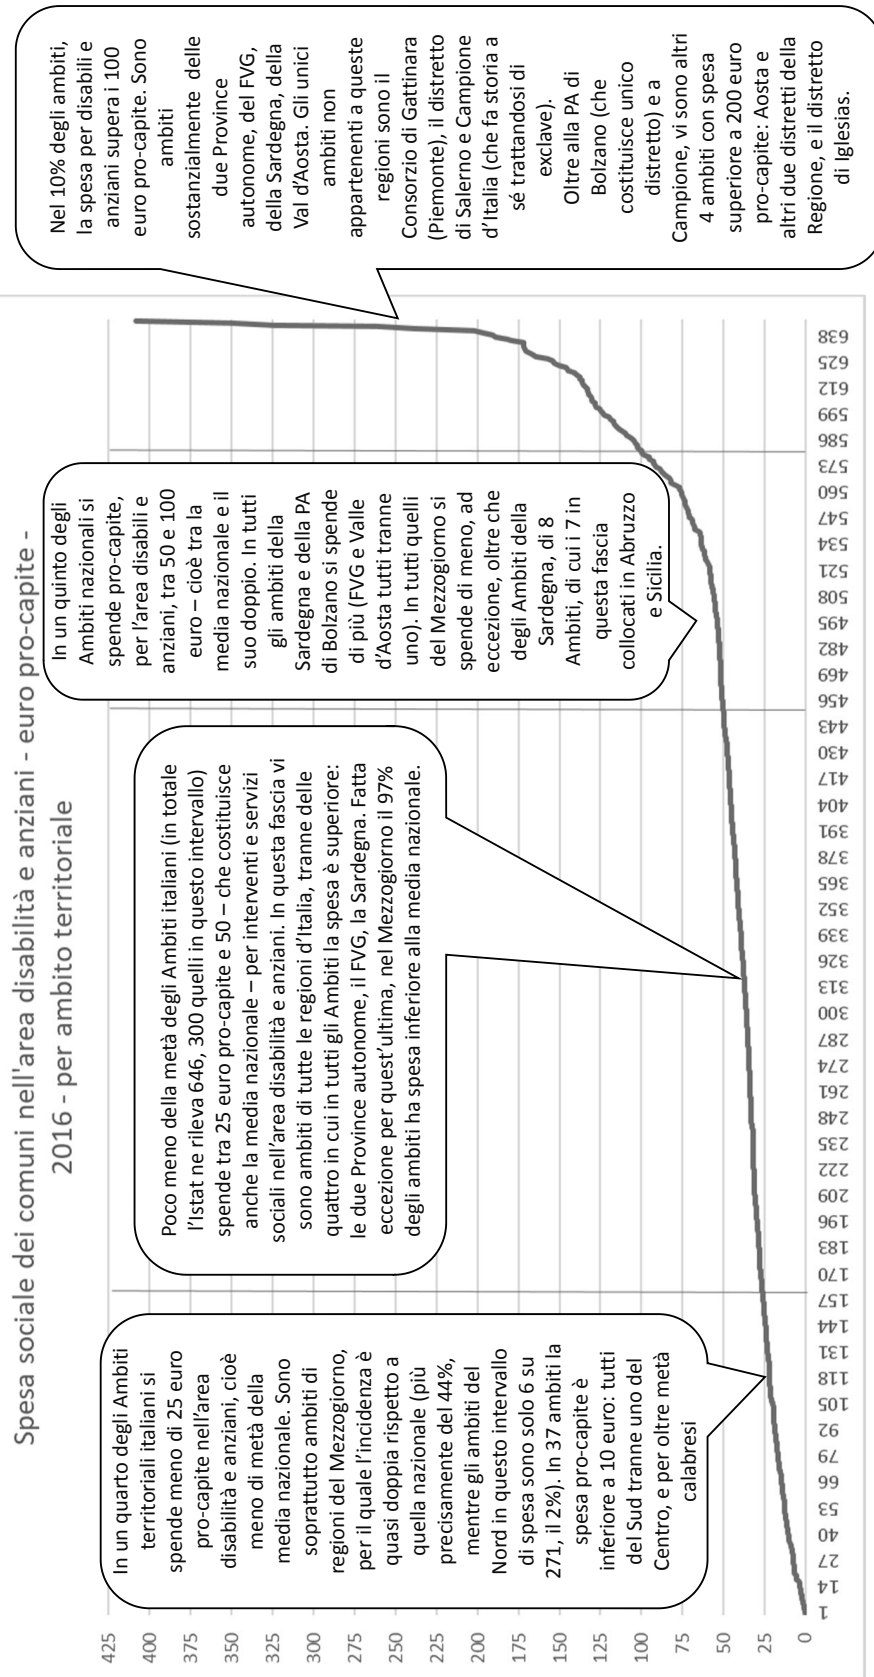 Spesa sociale dei comuni nell'area disabilità e anziani - euro pro-capite -
2016 - per ambito territoriale
In un quarto degli Ambiti
territoriali italiani si
spende meno di 25 euro
pro-capite nell'area
disabilità e anziani, cioè
meno di metà della
media nazionale. Sono
soprattutto ambiti di
regioni del Mezzogiorno,
per il quale l'incidenza è
quasi doppia rispetto a
quella nazionale (più
precisamente del 44%,
mentre gli ambiti del
Nord in questo intervallo
di spesa sono solo 6 su
271, il 2%). In 37 ambiti la
spesa pro-capite è
inferiore a 10 euro: tutti
del Sud tranne uno del
Centro, e per oltre metà
calabresi
Poco meno della metà degli Ambiti italiani (in totale
l'Istat ne rileva 646, 300 quelli in questo intervallo)
spende tra 25 euro pro-capite e 50 – che costituisce
anche la media nazionale – per interventi e servizi
sociali nell'area disabilità e anziani. In questa fascia vi
sono ambiti di tutte le regioni d'Italia, tranne delle
quattro in cui in tutti gli Ambiti la spesa è superiore:
le due Province autonome, il FVG, la Sardegna. Fatta
eccezione per quest'ultima, nel Mezzogiorno il 97%
degli ambiti ha spesa inferiore alla media nazionale.
In un quinto degli
Ambiti nazionali si
spende pro-capite,
per l'area disabili e
anziani, tra 50 e 100
euro – cioè tra la
media nazionale e il
suo doppio. In tutti
gli ambiti della
Sardegna e della PA
di Bolzano si spende
di più (FVG e Valle
d'Aosta tutti tranne
uno). In tutti quelli
del Mezzogiorno si
spende di meno, ad
eccezione, oltre che
degli Ambiti della
Sardegna, di 8
Ambiti, di cui i 7 in
questa fascia
collocati in Abruzzo
e Sicilia.
Nel 10% degli ambiti,
la spesa per disabili e
anziani supera i 100
euro pro-capite. Sono
ambiti
sostanzialmente delle
due Province
autonome, del FVG,
della Sardegna, della
Val d'Aosta. Gli unici
ambiti non
appartenenti a queste
regioni sono il
Consorzio di Gattinara
(Piemonte), il distretto
di Salerno e Campione
d'Italia (che fa storia a
sé trattandosi di
exclave).
Oltre alla PA di
Bolzano (che
costituisce unico
distretto) e a
Campione, vi sono altri
4 ambiti con spesa
superiore a 200 euro
pro-capite: Aosta e
altri due distretti della
Regione, e il distretto
di Iglesias.
425
400
375
350
325
300
275
250
225
200
175
150
125
100
75
50
25
0
1 14 27 40 53 66 79 92 105 118 131 144 157 170 183 196 209 222 235 248 261 274 287 300 313 326 339 352 365 378 391 404 417 430 443 456 469 482 495 508 521 534 547 560 573 586 599 612 625 638